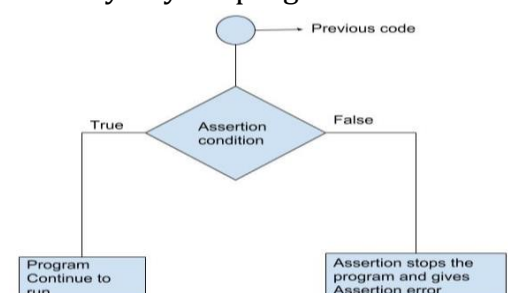 Previous code
True
False
Assertion
condition
Program
Continue to
run
Assertion stops the
program and gives
Assertion error